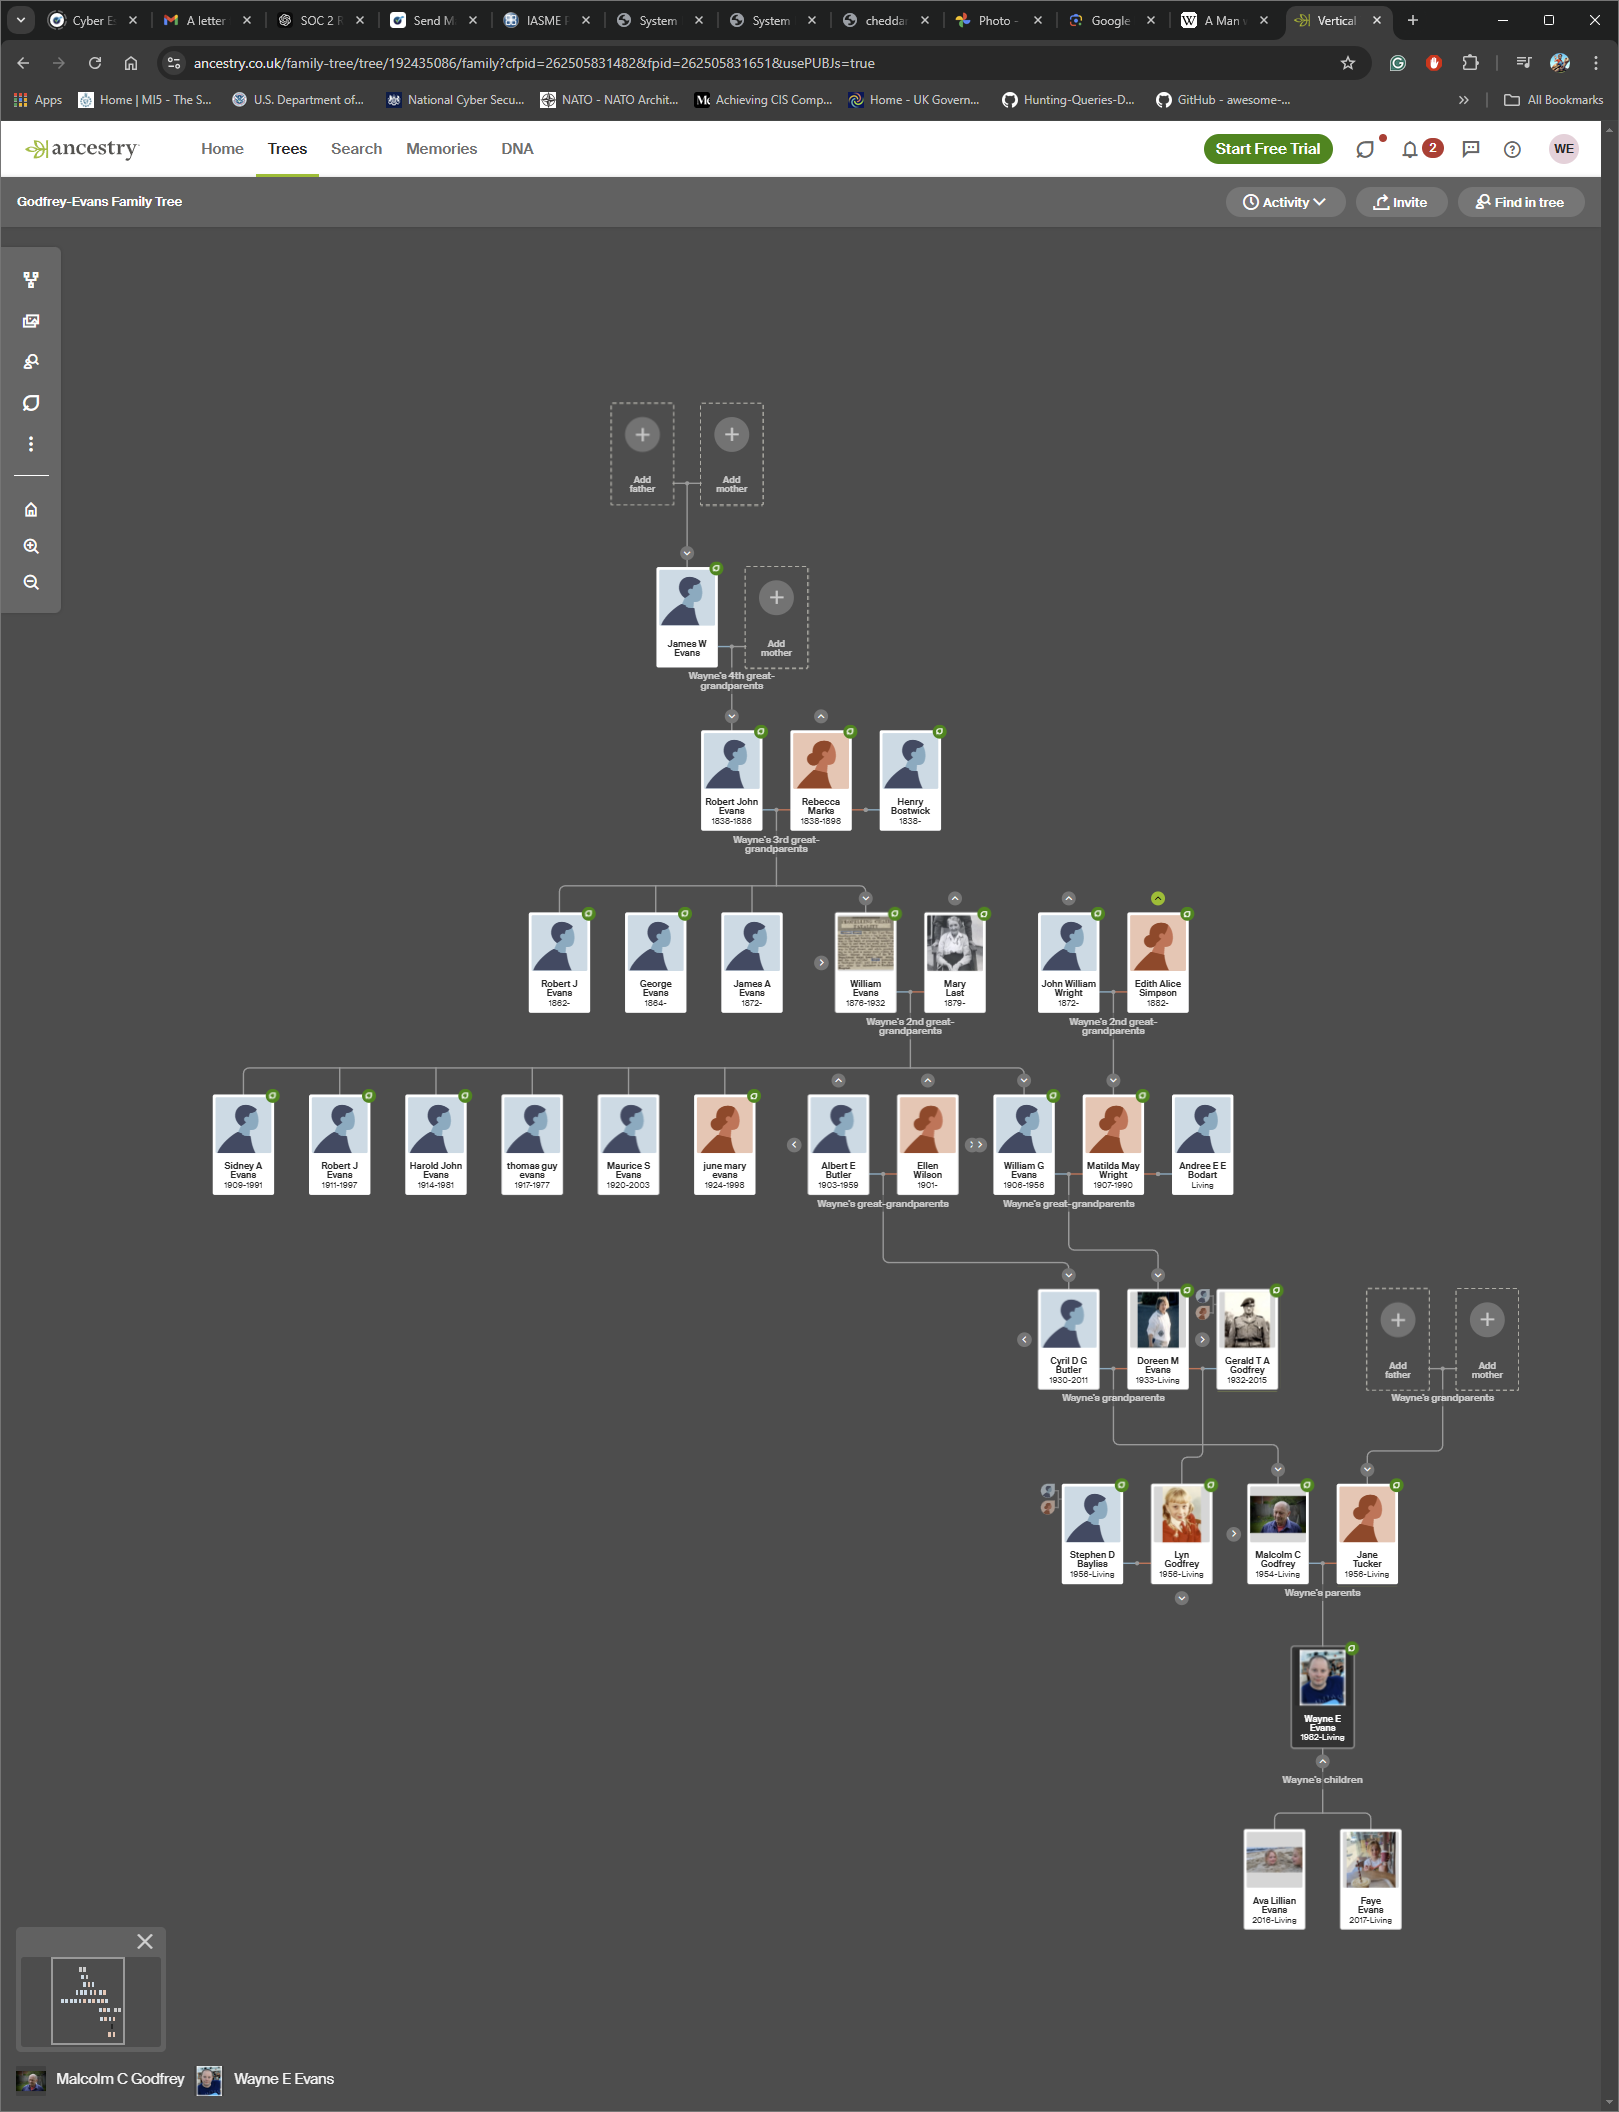 Cyber Es
A letter
SOC 2 R
Send Ma
IASME P
System
System
cheddar
Photo -
Google
A Man w
Vertical
ancestry.co.uk/family-tree/tree/192435086/family?cfpid=262505831482&fpid=262505831651&usePUBJs=true
Apps
Home | MI5 - The S...
U.S. Department of...
National Cyber Secu...
NATO - NATO Archit...
Achieving CIS Comp...
Home - UK Govern...
Hunting-Queries-D...
GitHub - awesome-...
All Bookmarks
ancestry
Home
Trees
Search
Memories
DNA
Start Free Trial
2
WE
Godfrey-Evans Family Tree
Activity
Invite
Find in tree
Add
father
Add
mother
James W
Evans
Add
mother
Wayne's 4th great-
grandparents
Robert John
Evans
1838-1886
Rebecca
Marks
1838-1898
Henry
Bostwick
1838-
Wayne's 3rd great-
grandparents
Robert J
Evans
1862-
George
Evans
1864-
James A
Evans
1872-
William
Evans
1876-1932
Mary
Last
1879-
John William
Wright
1872-
Edith Alice
Simpson
1882-
Wayne's 2nd great-
grandparents
Wayne's 2nd great-
grandparents
Sidney A
Evans
1909-1991
Robert J
Evans
1911-1997
Harold John
Evans
1914-1981
thomas guy
evans
1917-1977
Maurice S
Evans
1920-2003
june mary
evans
1924-1998
Albert E
Butler
1903-1959
Ellen
Wilson
1901-
William G
Evans
1906-1956
Matilda May
Wright
1907-1990
Andree E E
Bodart
Living
Wayne's great-grandparents
Wayne's great-grandparents
Cyril D G
Butler
1930-2011
Doreen M
Evans
1933-Living
Gerald T A
Godfrey
1932-2015
Add
father
Add
mother
Wayne's grandparents
Wayne's grandparents
Stephen D
Bayliss
1956-Living
Lyn
Godfrey
1956-Living
Malcolm C
Godfrey
1954-Living
Jane
Tucker
1956-Living
Wayne's parents
Wayne E
Evans
1982-Living
Wayne's children
Ava Lillian
Evans
2016-Living
Faye
Evans
2017-Living
Malcolm C Godfrey
Wayne E Evans